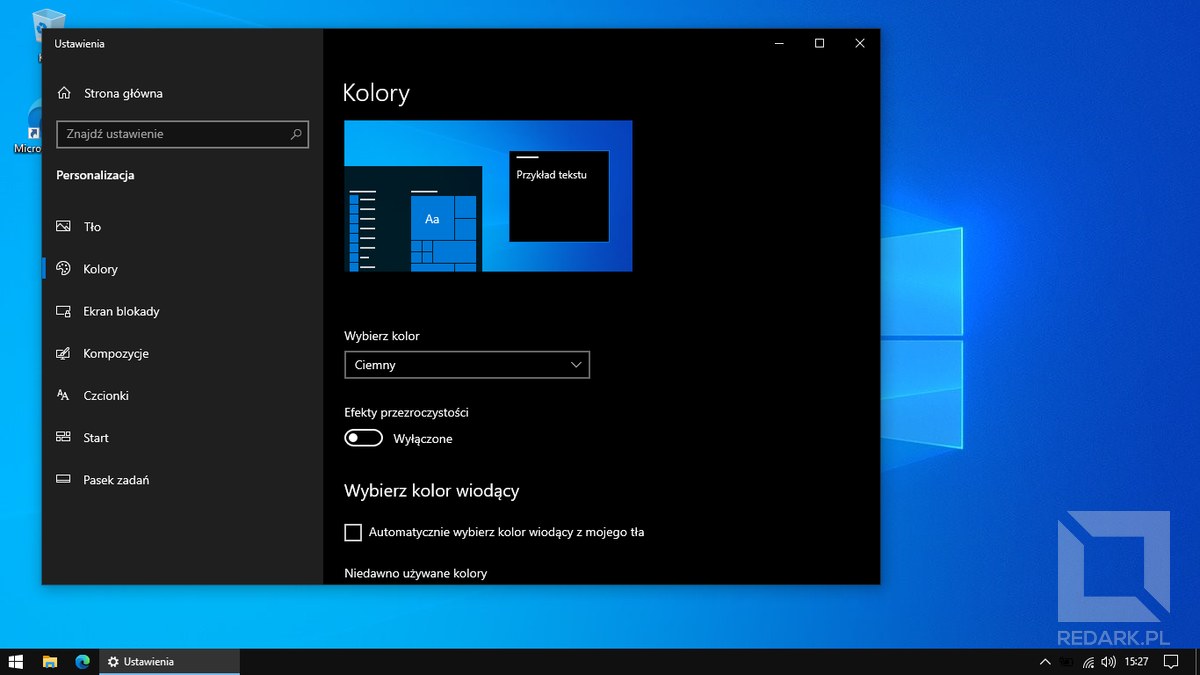 Ustawienia
Strona główna
Znajdź ustawienie
Personalizacja
Tło
Kolory
Ekran blokady
Kompozycje
Czcionki
Start
Pasek zadań
Kolory
Przykład tekstu
Aa
Wybierz kolor
Ciemny
Efekty przezroczystości
Wyłączone
Wybierz kolor wiodący
Automatycznie wybierz kolor wiodący z mojego tła
Niedawno używane kolory
Micro
REDARK.PL
Ustawienia
15:27